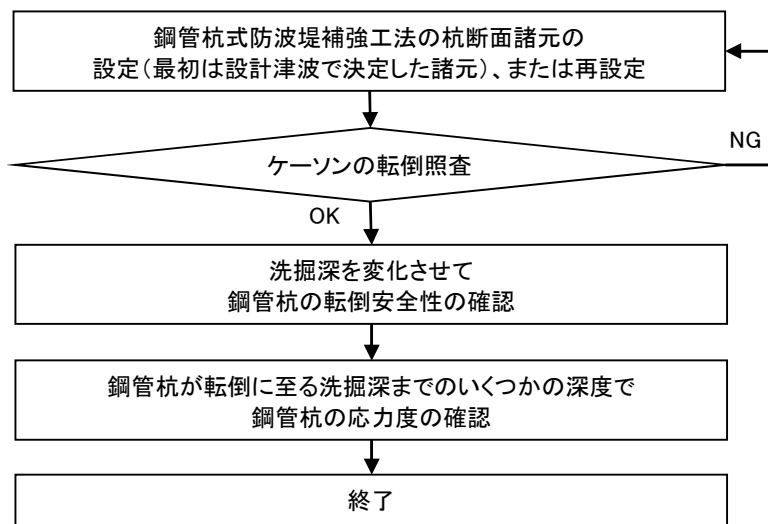 鋼管杭式防波堤補強工法の杭断面諸元の
設定（最初は設計津波で決定した諸元）、または再設定
ケーソンの転倒照査
NG
OK
洗掘深を変化させて
鋼管杭の転倒安全性の確認
鋼管杭が転倒に至る洗掘深までのいくつかの深度で
鋼管杭の応力度の確認
終了